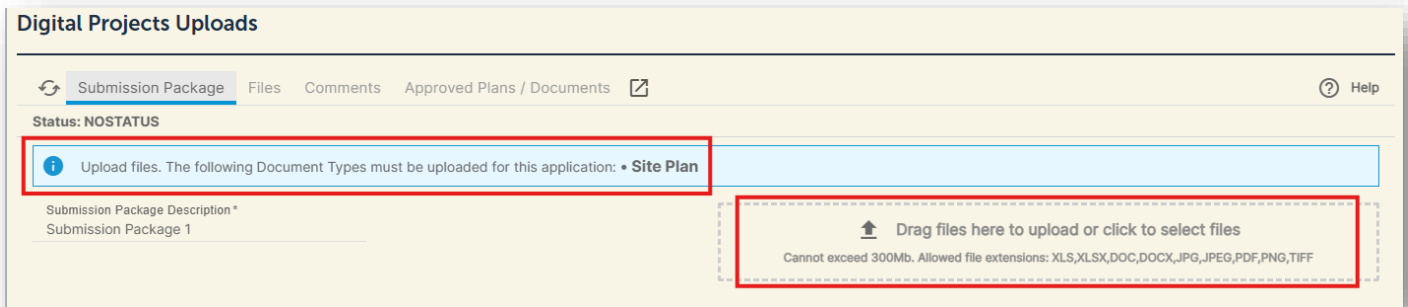 Digital Projects Uploads
Submission Package Files Comments Approved Plans / Documents Help
Status: NOSTATUS
Upload files. The following Document Types must be uploaded for this application: • Site Plan
Submission Package Description *
Submission Package 1
Drag files here to upload or click to select files
Cannot exceed 300Mb. Allowed file extensions: XLS,XLSX,DOC,DOCX,JPG,JPEG,PDF,PNG,TIFF